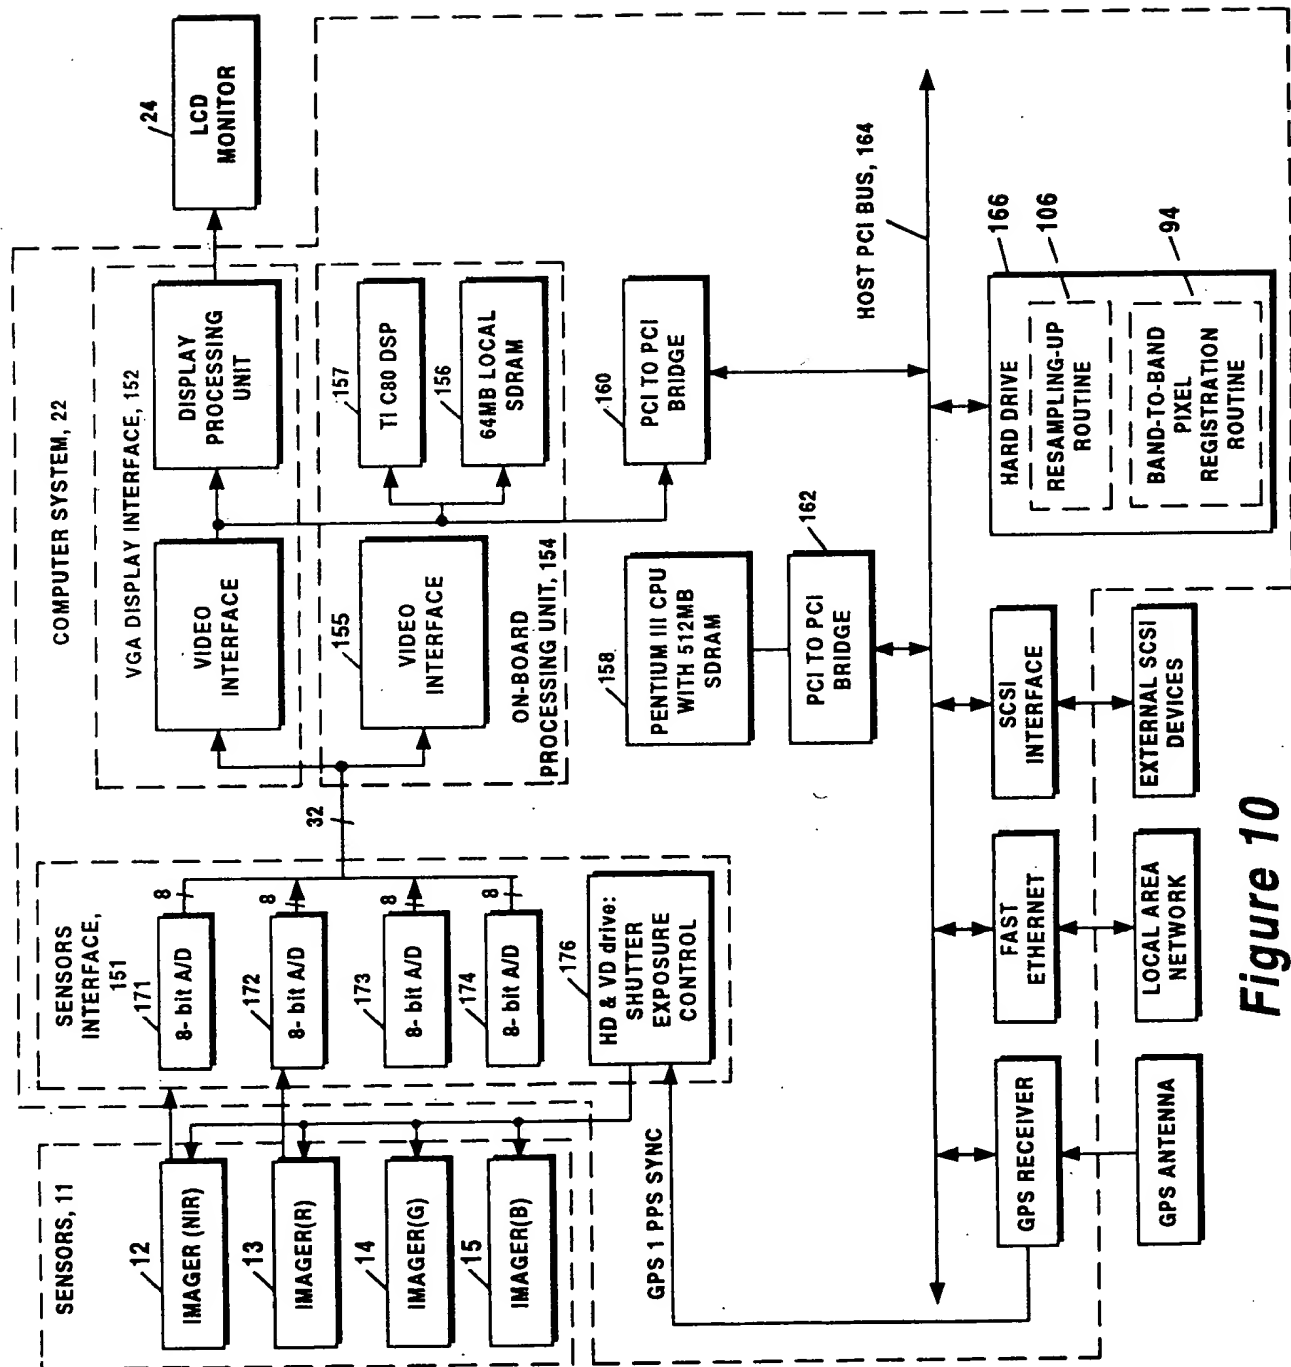 SENSORS, 11
12
IMAGER (NIR)
13
IMAGER(R)
14
IMAGER(G)
15
IMAGER(B)
GPS 1 PPS SYNC
SENSORS
INTERFACE,
151
171
8- bit A/D
8
172
8- bit A/D
8
173
8- bit A/D
8
174
8- bit A/D
8
176
HD & VD drive:
SHUTTER
EXPOSURE
CONTROL
32
COMPUTER SYSTEM, 22
VGA DISPLAY INTERFACE, 152
VIDEO
INTERFACE
DISPLAY
PROCESSING
UNIT
24
LCD
MONITOR
155
VIDEO
INTERFACE
157
TI C80 DSP
156
64MB LOCAL
SDRAM
ON-BOARD
PROCESSING UNIT, 154
158
PENTIUM III CPU
WITH 512MB
SDRAM
160
PCI TO PCI
BRIDGE
162
PCI TO PCI
BRIDGE
HOST PCI BUS, 164
GPS RECEIVER
FAST
ETHERNET
SCSI
INTERFACE
HARD DRIVE
166
RESAMPLING-UP
ROUTINE
106
BAND-TO-BAND
PIXEL
REGISTRATION
ROUTINE
94
GPS ANTENNA
LOCAL AREA
NETWORK
EXTERNAL SCSI
DEVICES
Figure 10